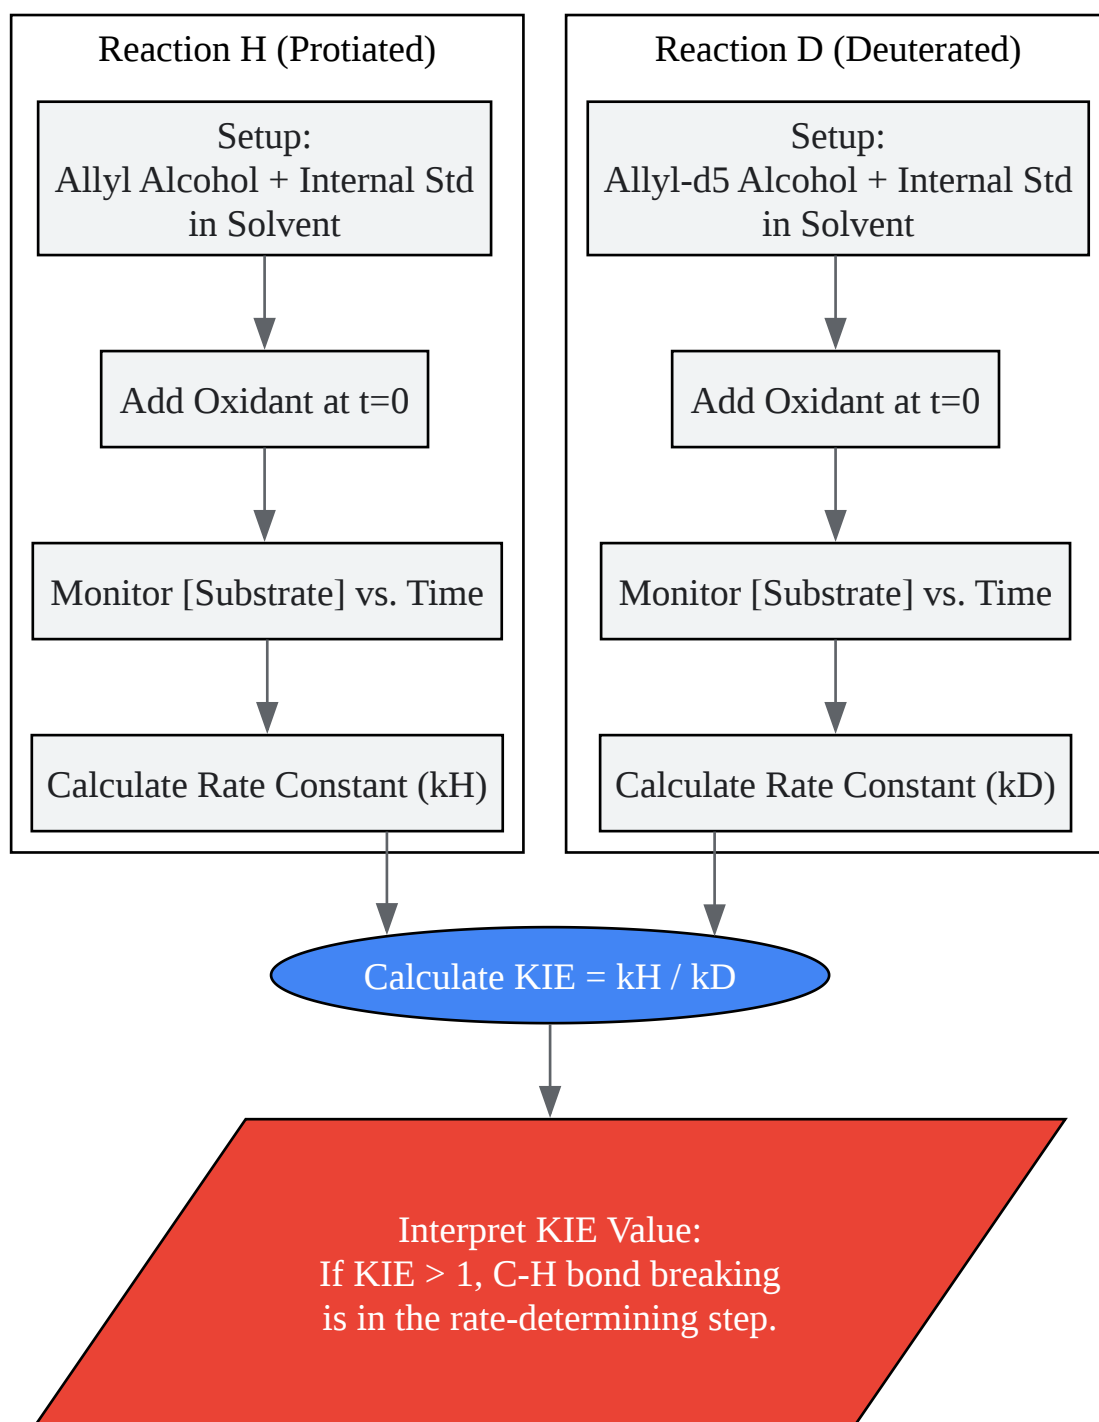 Reaction H (Protiated)
Setup:
Allyl Alcohol + Internal Std
in Solvent
Add Oxidant at t=0
Monitor [Substrate] vs. Time
Calculate Rate Constant (kH)
Reaction D (Deuterated)
Setup:
Allyl-d5 Alcohol + Internal Std
in Solvent
Add Oxidant at t=0
Monitor [Substrate] vs. Time
Calculate Rate Constant (kD)
Calculate KIE = kH / kD
Interpret KIE Value:
If KIE > 1, C-H bond breaking
is in the rate-determining step.